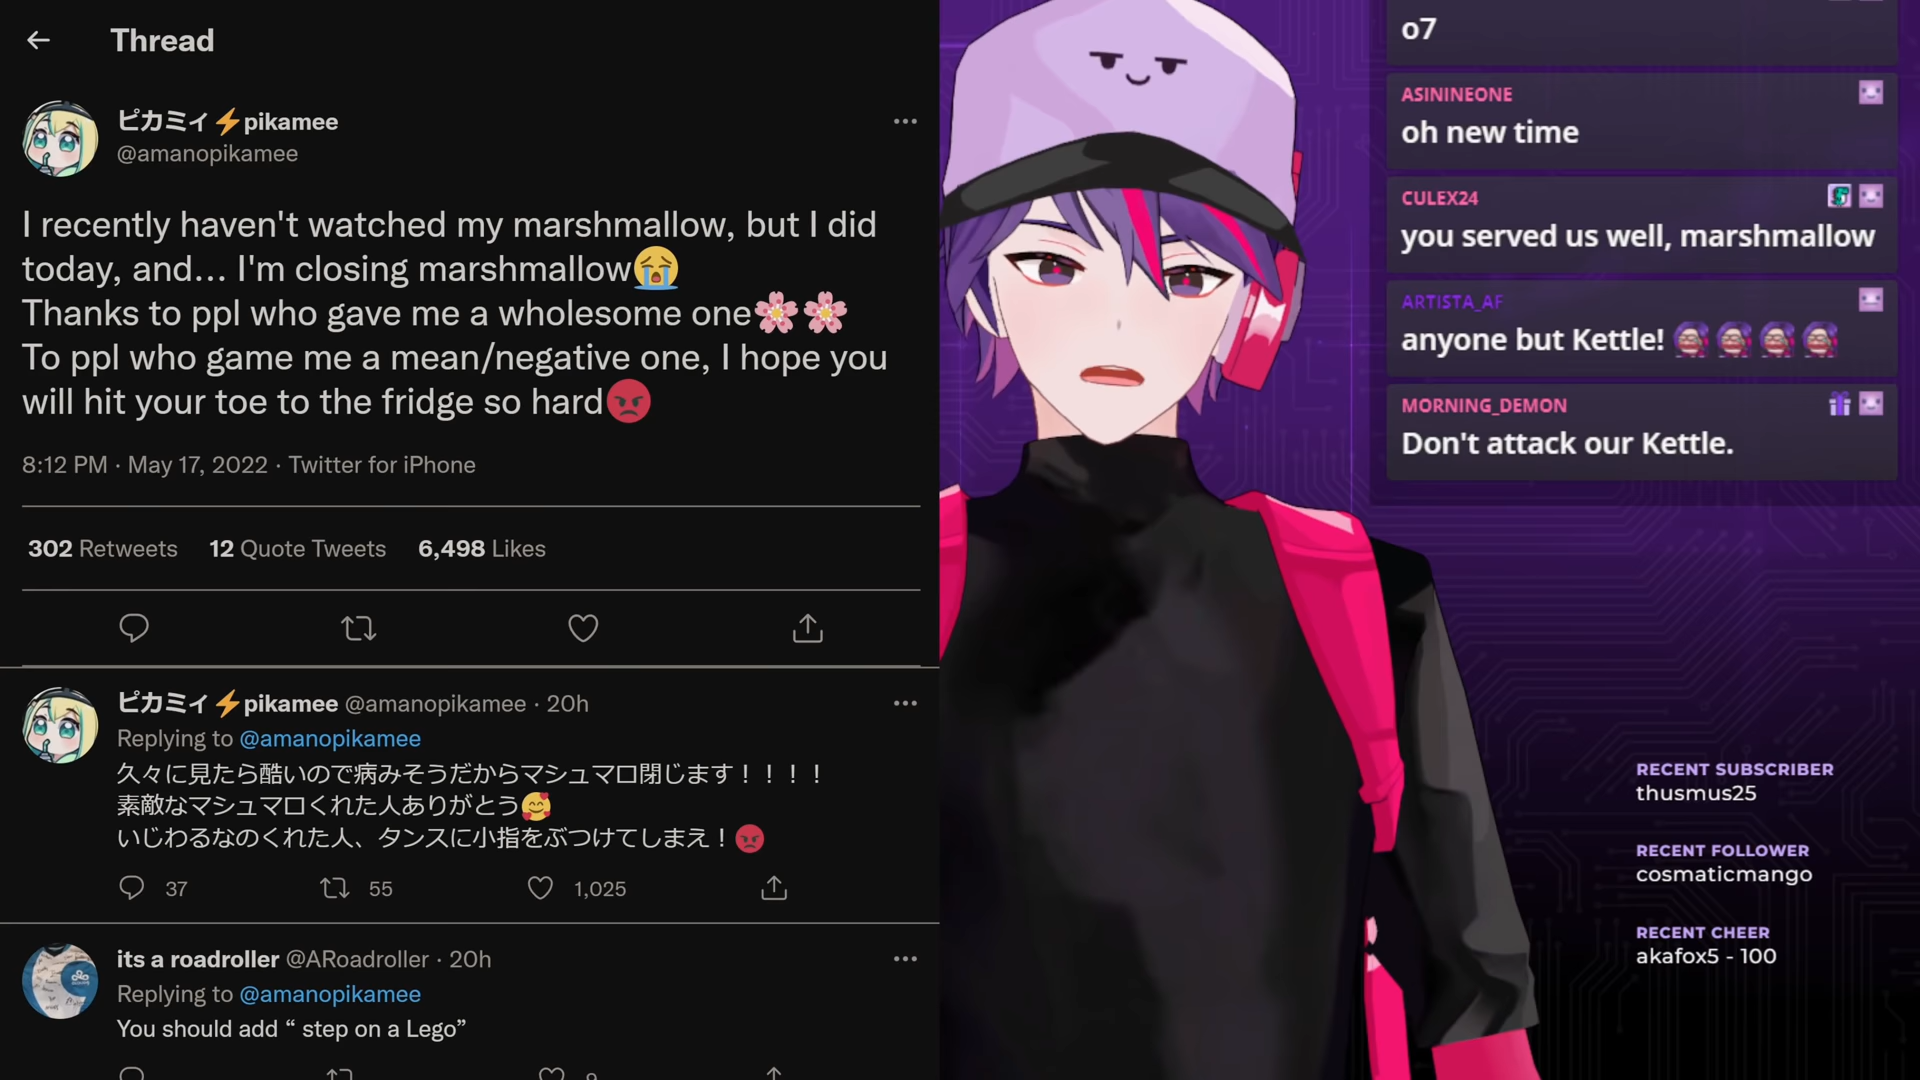 Thread
ピカミィ⚡pikamee
@amanopikamee
I recently haven't watched my marshmallow, but I did
today, and... I'm closing marshmallow😭
Thanks to ppl who gave me a wholesome one🌸🌸
To ppl who game me a mean/negative one, I hope you
will hit your toe to the fridge so hard😡
8:12 PM · May 17, 2022 · Twitter for iPhone
302 Retweets 12 Quote Tweets 6,498 Likes
ピカミィ⚡pikamee @amanopikamee · 20h
Replying to @amanopikamee
久々に見たら酷いので病みそうだからマシュマロ閉じます！！！！
素敵なマシュマロくれた人ありがとう🥰
いじわるなのくれた人、タンスに小指をぶつけてしまえ！😡
37 55 1,025
its a roadroller @ARoadroller · 20h
Replying to @amanopikamee
You should add “ step on a Lego”
o7
ASININEONE
oh new time
CULEX24
you served us well, marshmallow
ARTISTA_AF
anyone but Kettle!
MORNING_DEMON
Don't attack our Kettle.
RECENT SUBSCRIBER
thusmus25
RECENT FOLLOWER
cosmaticmango
RECENT CHEER
akafox5 - 100